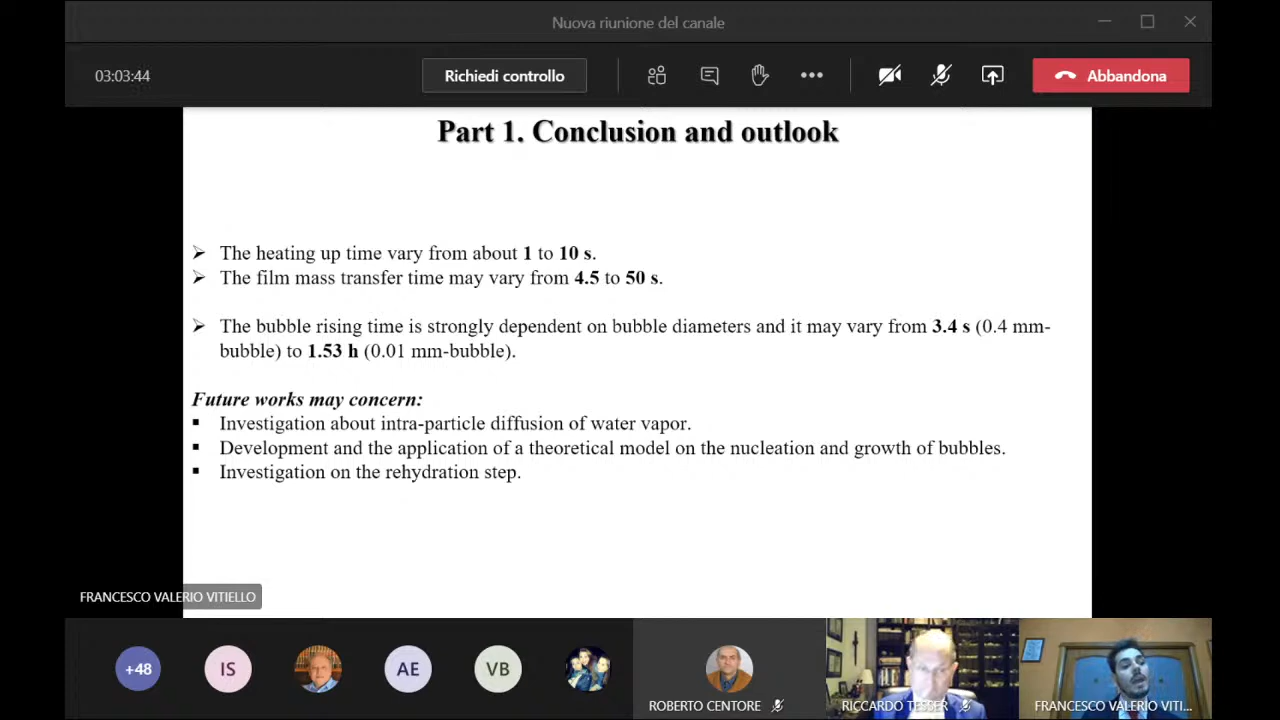 Nuova riunione del canale
03:03:44
Richiedi controllo
Abbandona
Part 1. Conclusion and outlook
The heating up time vary from about 1 to 10 s.
The film mass transfer time may vary from 4.5 to 50 s.
The bubble rising time is strongly dependent on bubble diameters and it may vary from 3.4 s (0.4 mm-
bubble) to 1.53 h (0.01 mm-bubble).
Future works may concern:
Investigation about intra-particle diffusion of water vapor.
Development and the application of a theoretical model on the nucleation and growth of bubbles.
Investigation on the rehydration step.
FRANCESCO VALERIO VITIELLO
+48
IS
AE
VB
ROBERTO CENTORE
RICCARDO TESSER
FRANCESCO VALERIO VITI...